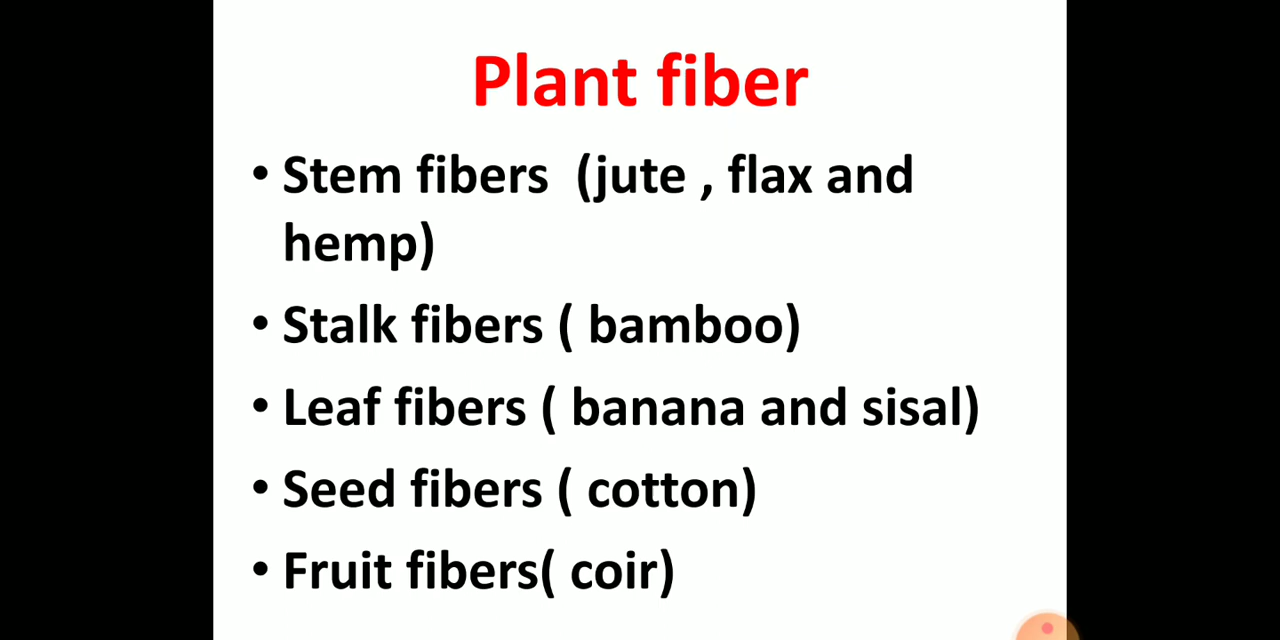 Plant fiber
• Stem fibers (jute , flax and
hemp)
• Stalk fibers ( bamboo)
• Leaf fibers ( banana and sisal)
• Seed fibers ( cotton)
• Fruit fibers( coir)